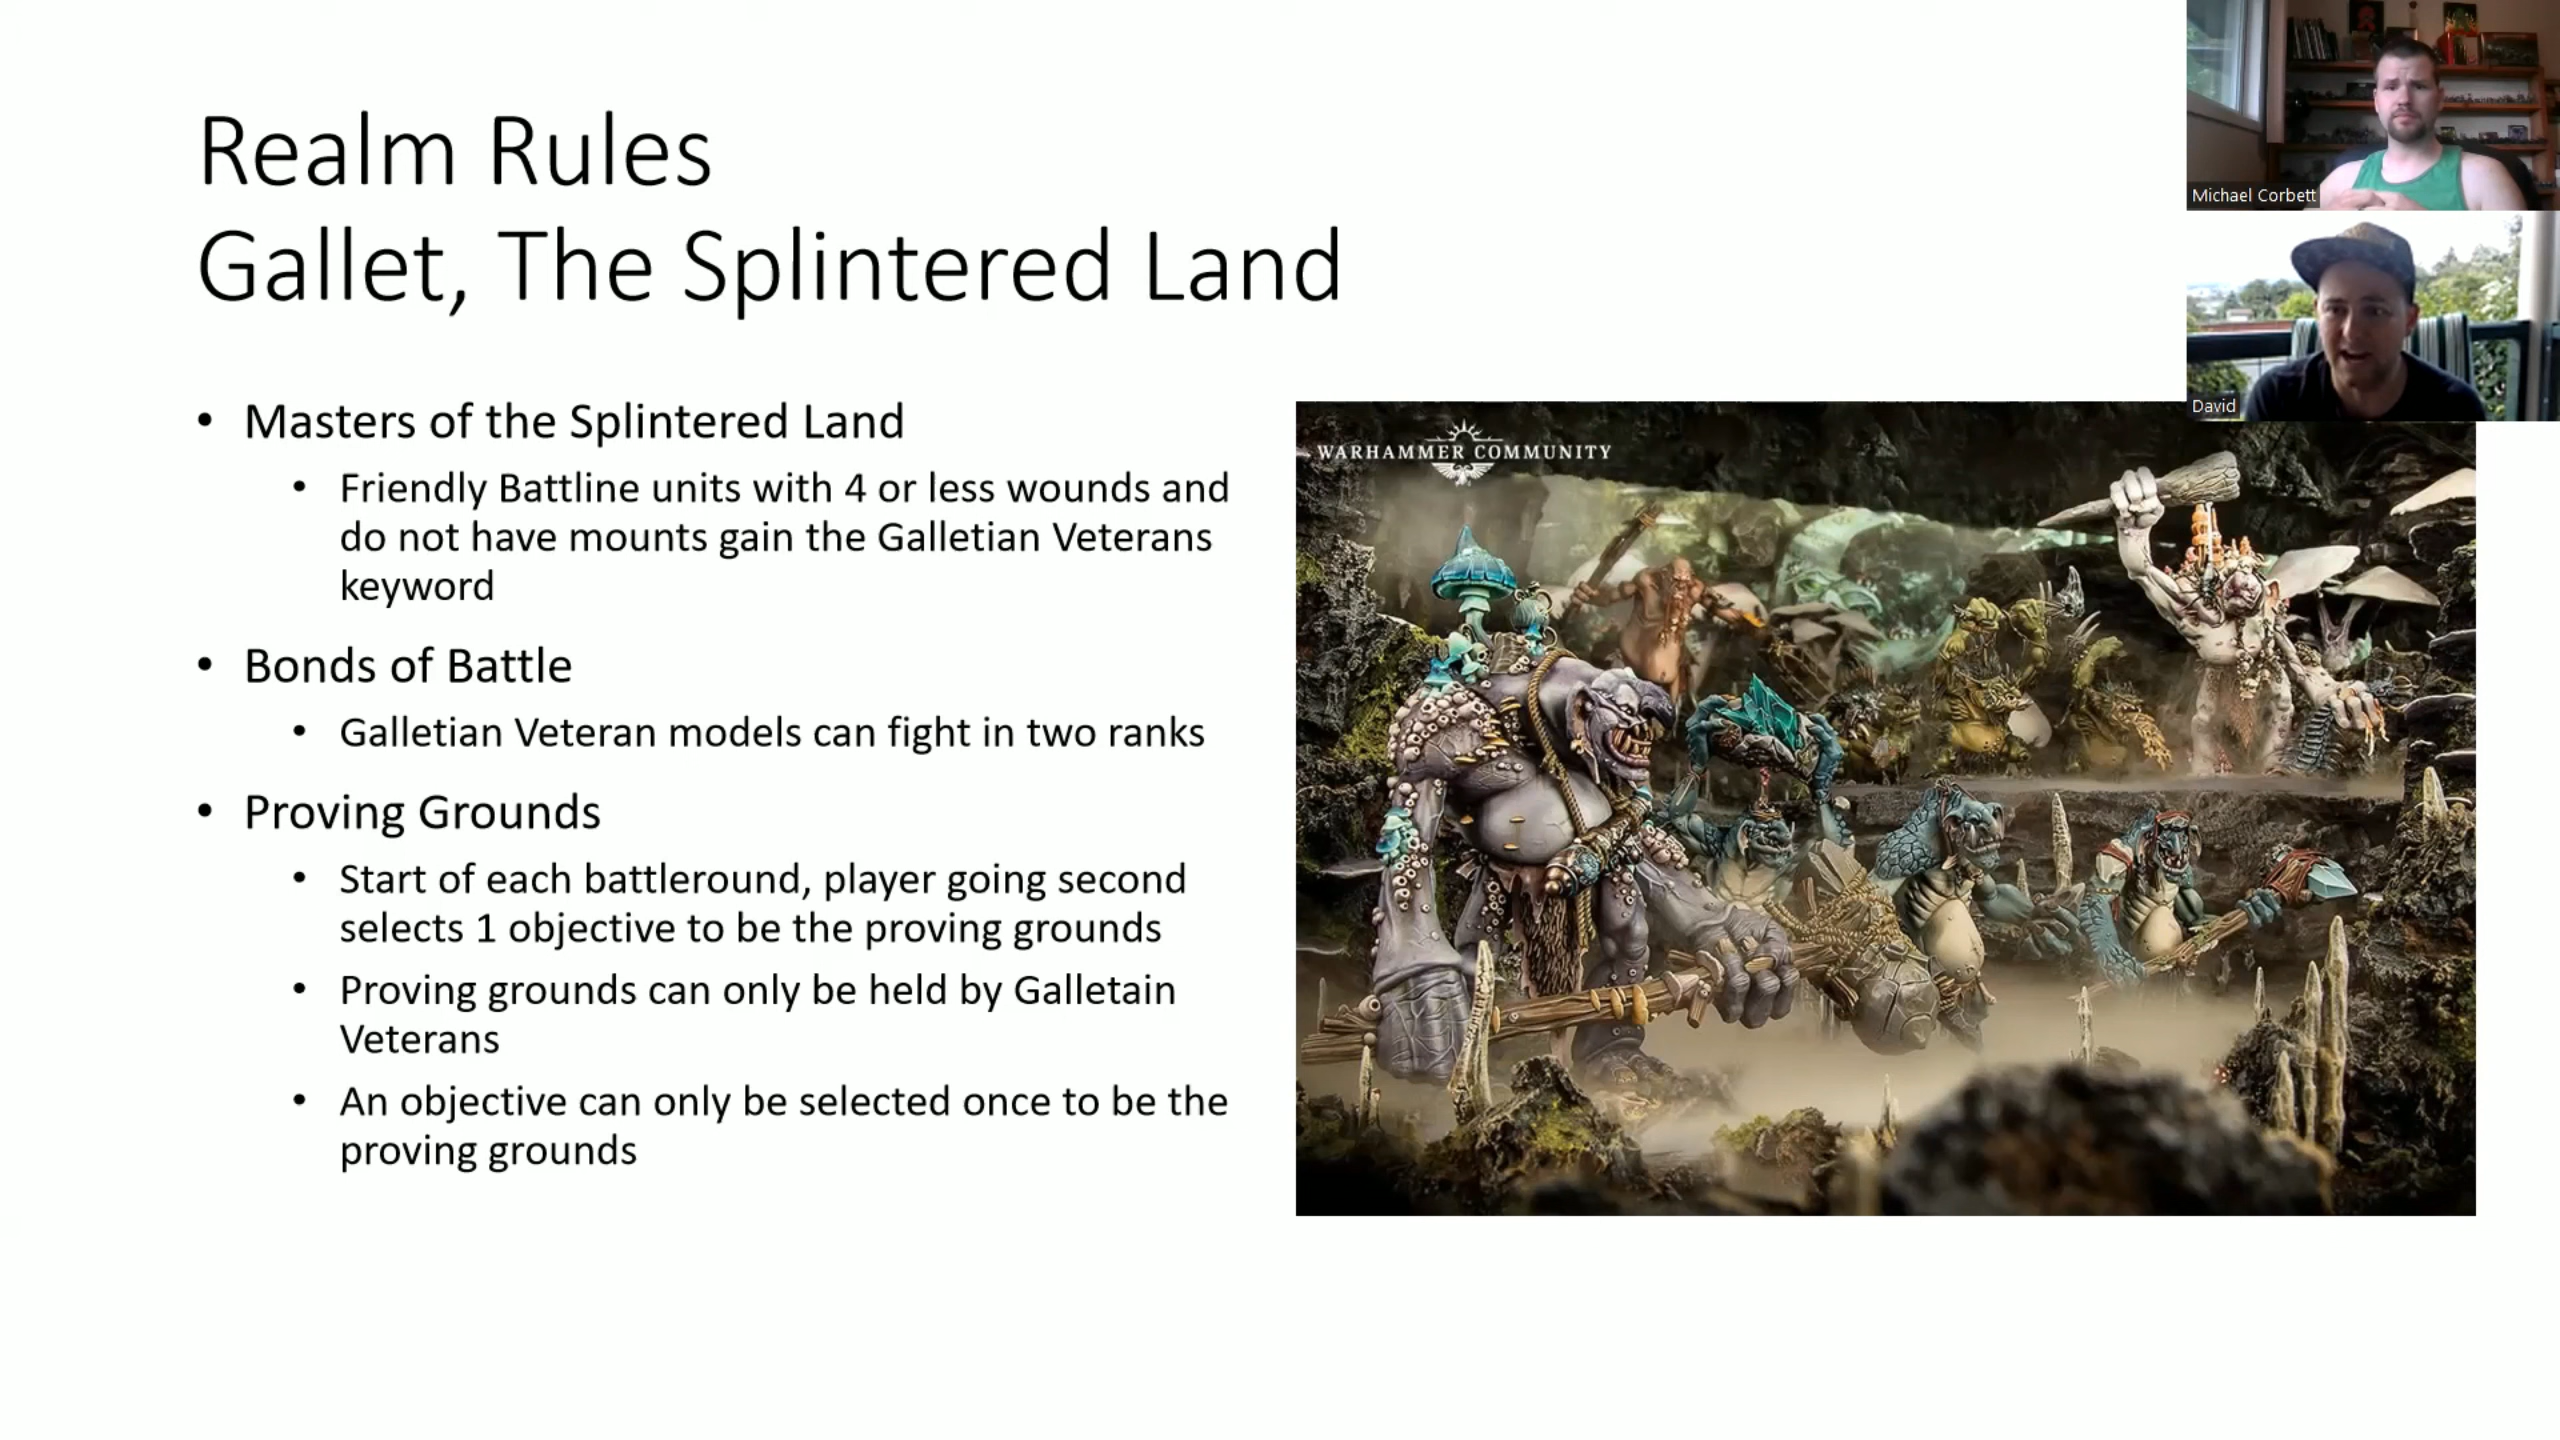 Realm Rules
Gallet, The Splintered Land
• Masters of the Splintered Land
• Friendly Battline units with 4 or less wounds and
do not have mounts gain the Galletian Veterans
keyword
• Bonds of Battle
• Galletian Veteran models can fight in two ranks
• Proving Grounds
• Start of each battleround, player going second
selects 1 objective to be the proving grounds
• Proving grounds can only be held by Galletain
Veterans
• An objective can only be selected once to be the
proving grounds
WARHAMMER COMMUNITY
Michael Corbett
David